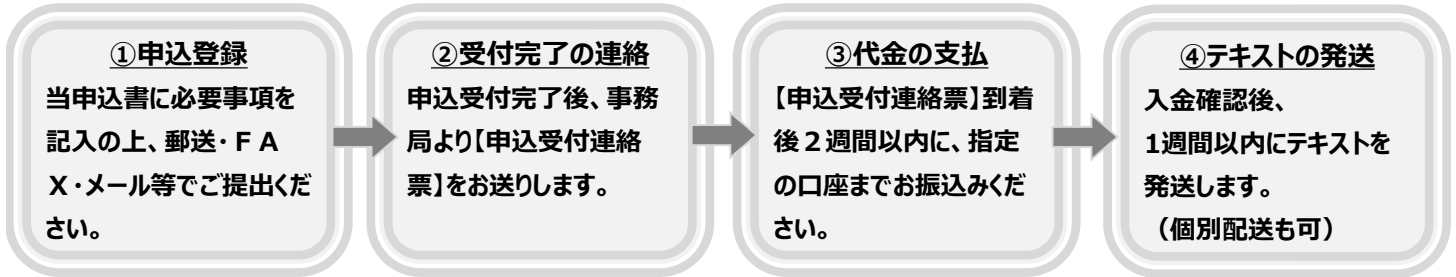 ①申込登録
当申込書に必要事項を
記入の上、郵送・ＦＡ
Ｘ・メール等でご提出くだ
さい。
②受付完了の連絡
申込受付完了後、事務
局より【申込受付連絡
票】をお送りします。
③代金の支払
【申込受付連絡票】到着
後２週間以内に、指定
の口座までお振込みくだ
さい。
④テキストの発送
入金確認後、
1週間以内にテキストを
発送します。
（個別配送も可）